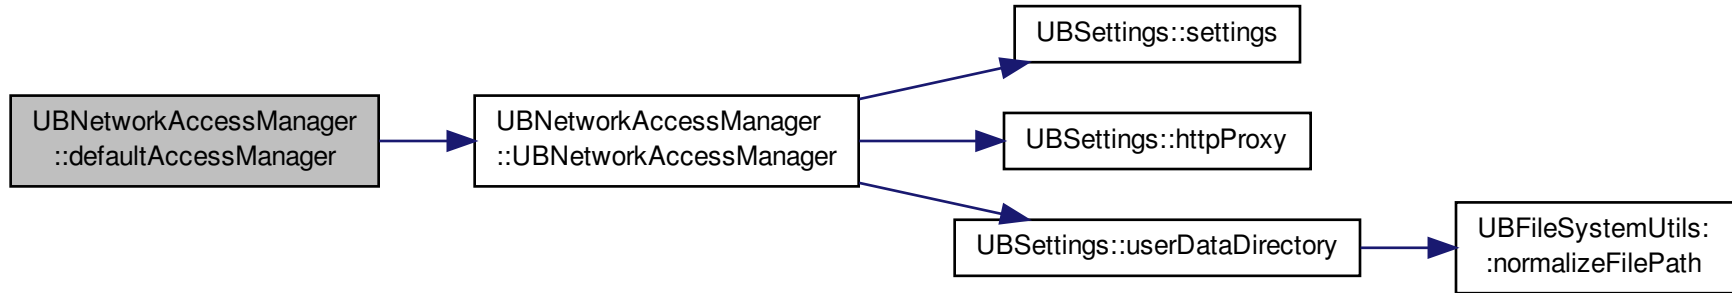 UBNetworkAccessManager
::defaultAccessManager
UBNetworkAccessManager
::UBNetworkAccessManager
UBSettings::settings
UBSettings::httpProxy
UBSettings::userDataDirectory
UBFileSystemUtils:
:normalizeFilePath